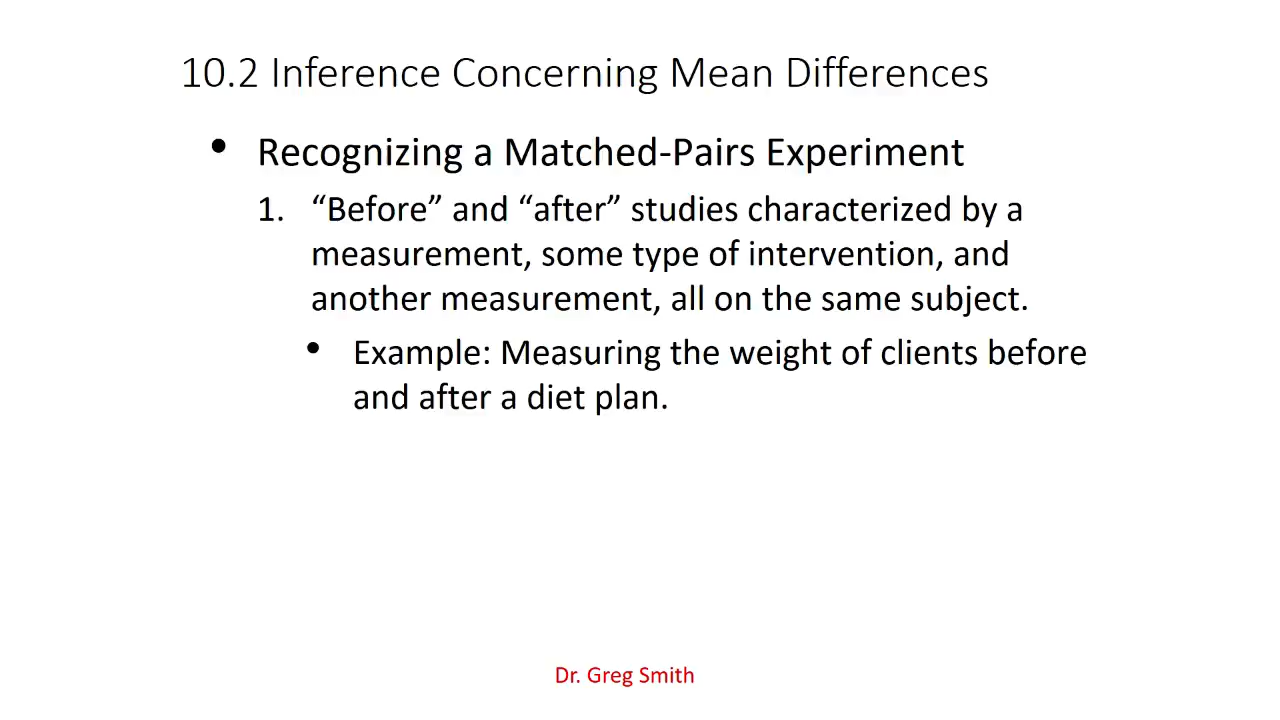 10.2 Inference Concerning Mean Differences
• Recognizing a Matched-Pairs Experiment
1. “Before” and “after” studies characterized by a
measurement, some type of intervention, and
another measurement, all on the same subject.
• Example: Measuring the weight of clients before
and after a diet plan.
Dr. Greg Smith